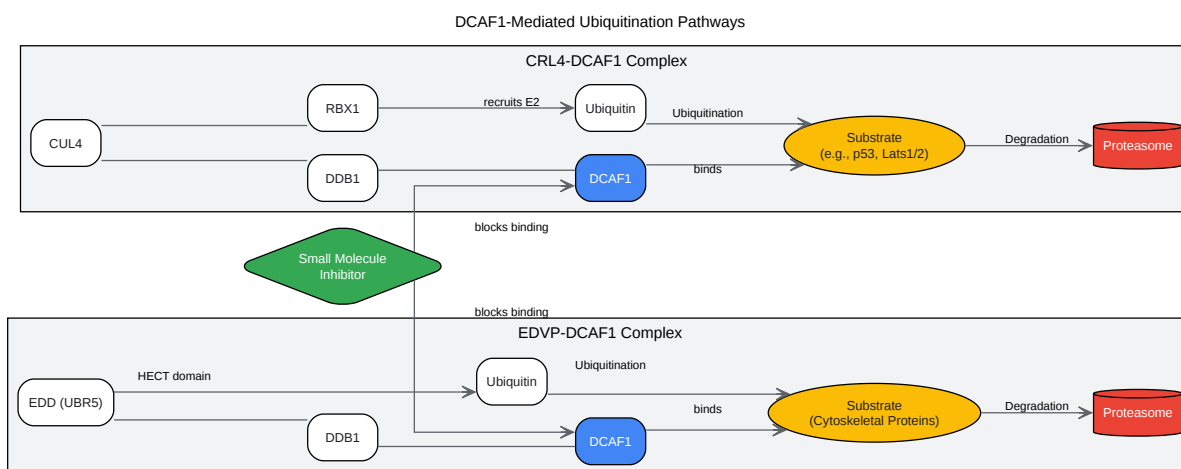 DCAF1-Mediated Ubiquitination Pathways
CRL4-DCAF1 Complex
RBX1
recruits E2
Ubiquitin
Ubiquitination
CUL4
Substrate
(e.g., p53, Lats1/2)
Degradation
Proteasome
DDB1
DCAF1
binds
blocks binding
Small Molecule
Inhibitor
blocks binding
EDVP-DCAF1 Complex
HECT domain
Ubiquitin
Ubiquitination
EDD (UBR5)
Substrate
(Cytoskeletal Proteins)
Degradation
Proteasome
DDB1
DCAF1
binds